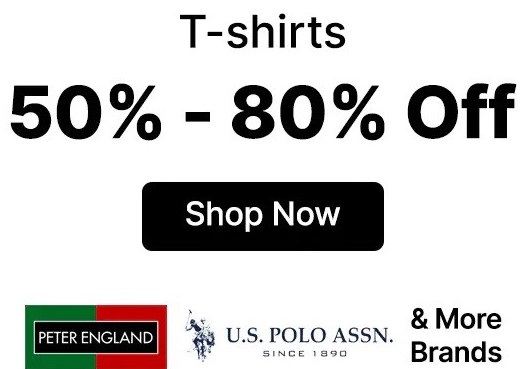 T-shirts
50% - 80% Off
Shop Now
PETER ENGLAND
U.S. POLO ASSN.
SINCE 1890
& More
Brands